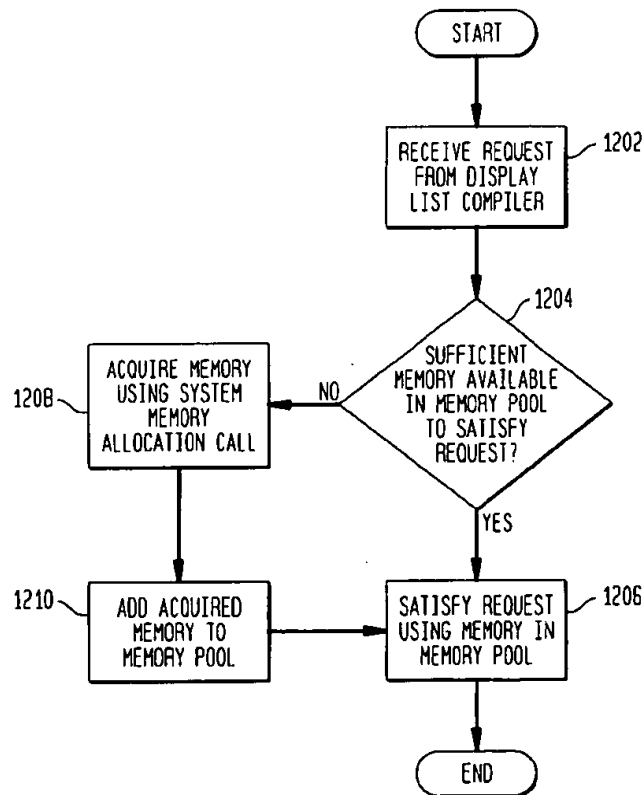 START
1202
RECEIVE REQUEST
FROM DISPLAY
LIST COMPILER
1204
SUFFICIENT
MEMORY AVAILABLE
IN MEMORY POOL
TO SATISFY
REQUEST?
NO
YES
1208
ACQUIRE MEMORY
USING SYSTEM
MEMORY
ALLOCATION CALL
1210
ADD ACQUIRED
MEMORY TO
MEMORY POOL
1206
SATISFY REQUEST
USING MEMORY IN
MEMORY POOL
END